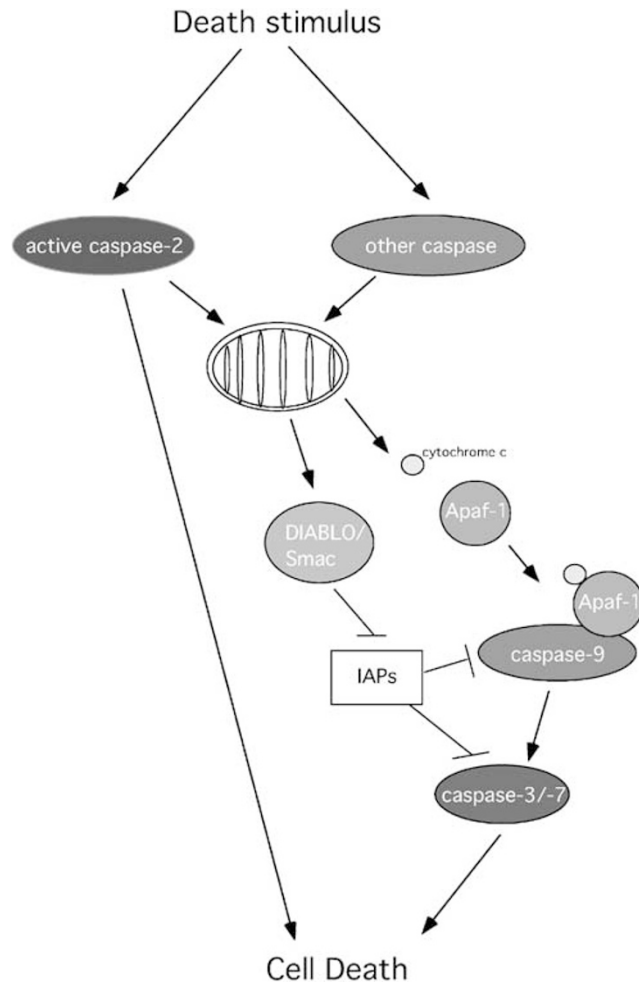 Death stimulus
active caspase-2
other caspase
cytochrome c
Apaf-1
DIABLO/
Smac
Apaf-1
caspase-9
IAPs
caspase-3/-7
Cell Death